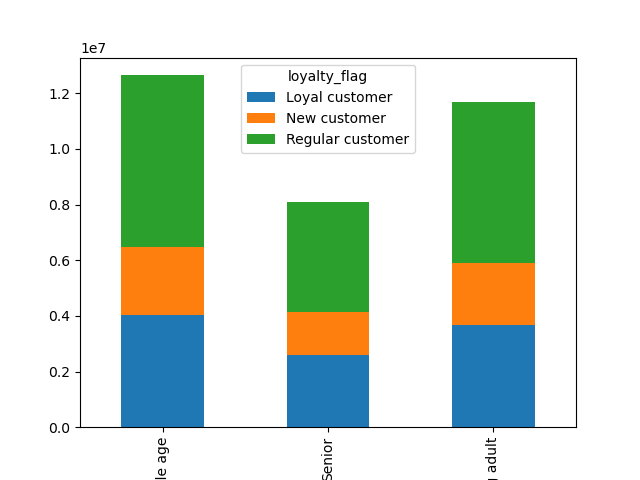 1e7
loyalty_flag
Loyal customer
New customer
Regular customer
1.2
1.0
0.8
0.6
0.4
0.2
0.0
le age
Senior
adult